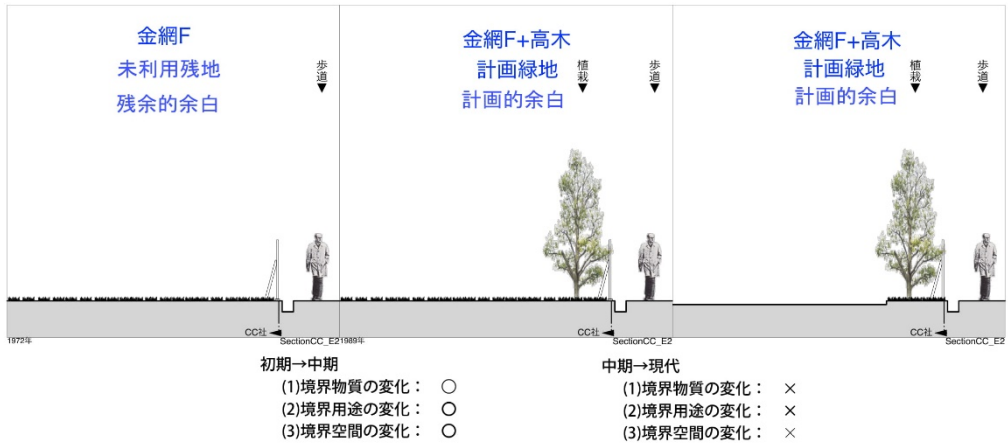 金網F
未利用残地
残余的余白
歩道▼
CC社◀
1972年
SectionCC_E2
金網F+高木
計画緑地
計画的余白
植栽▼
歩道▼
CC社◀
1989年
SectionCC_E2
金網F+高木
計画緑地
計画的余白
植栽▼
歩道▼
CC社◀
SectionCC_E2
初期→中期
(1)境界物質の変化： ○
(2)境界用途の変化： ○
(3)境界空間の変化： ○
中期→現代
(1)境界物質の変化： ×
(2)境界用途の変化： ×
(3)境界空間の変化： ×